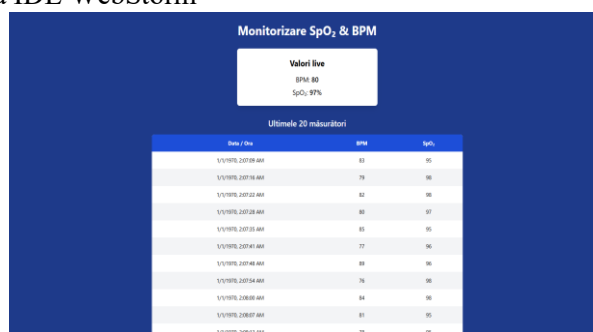 IDE WebStorm
Monitorizare SpO₂ & BPM
Valori live
BPM: 80
SpO₂: 97%
Ultimele 20 măsurători
Data / Ora BPM SpO₂
1/1/1970, 2:07:09 AM 83 95
1/1/1970, 2:07:16 AM 79 98
1/1/1970, 2:07:22 AM 82 98
1/1/1970, 2:07:28 AM 80 97
1/1/1970, 2:07:35 AM 85 95
1/1/1970, 2:07:41 AM 77 96
1/1/1970, 2:07:48 AM 96
1/1/1970, 2:07:54 AM 76 98
1/1/1970, 2:08:00 AM 84 98
1/1/1970, 2:08:07 AM 81 95